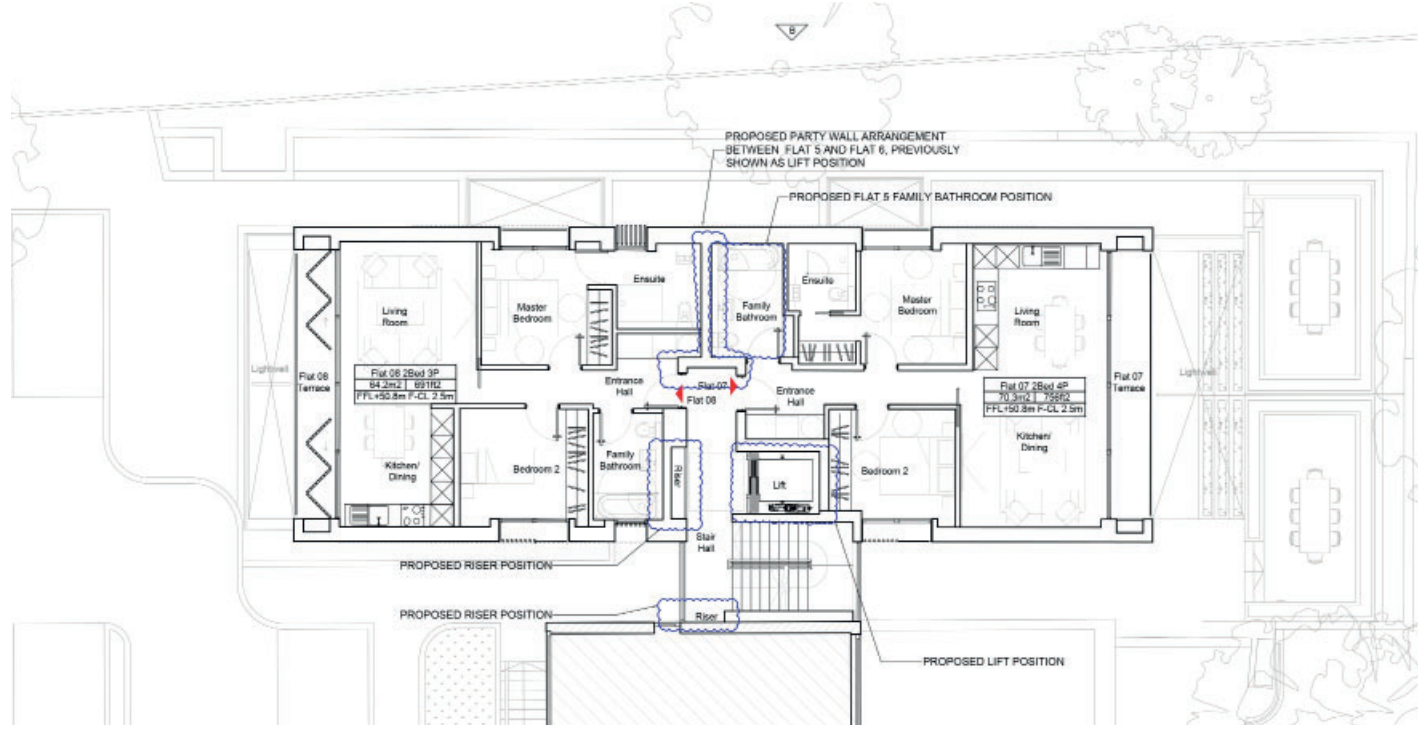 B
PROPOSED PARTY WALL ARRANGEMENT
BETWEEN FLAT 5 AND FLAT 6, PREVIOUSLY
SHOWN AS LIFT POSITION
PROPOSED FLAT 5 FAMILY BATHROOM POSITION
Ensuite
Ensuite
Living
Room
Master
Bedroom
Family
Bathroom
Master
Bedroom
Living
Room
Lightwell
Flat 08
Terrace
Flat 08 2Bed 3P
64.2m2 691ft2
FFL+50.8m F-CL 2.5m
Entrance
Hall
Flat 07
Flat 08
Entrance
Hall
Flat 07 2Bed 4P
70.3m2 756ft2
FFL+50.8m F-CL 2.5m
Flat 07
Terrace
Lightwell
Kitchen/
Dining
Bedroom 2
Family
Bathroom
Riser
Lift
Bedroom 2
Kitchen/
Dining
Stair
Hall
PROPOSED RISER POSITION
PROPOSED RISER POSITION
Riser
PROPOSED LIFT POSITION